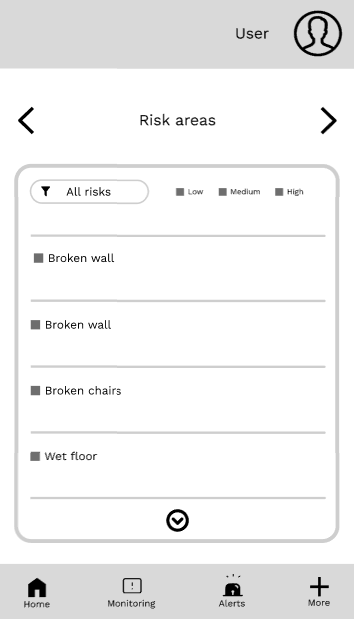 User
Risk areas
All risks
Low Medium High
Broken wall
Broken wall
Broken chairs
Wet floor
Home Monitoring Alerts More